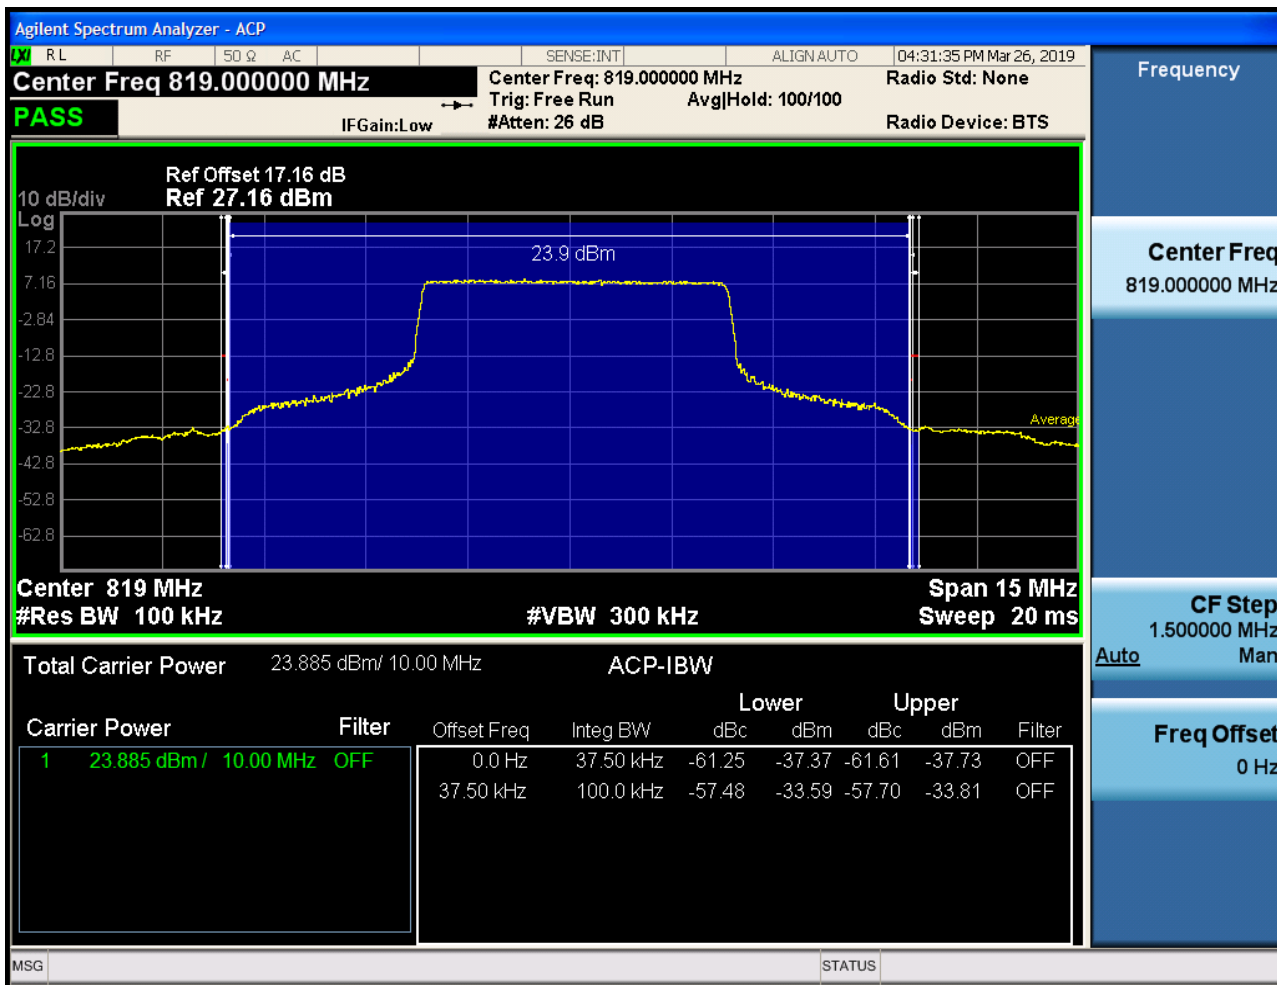 Agilent Spectrum Analyzer - ACP
LXI RL RF 50 Ω AC SENSE:INT ALIGN AUTO 04:31:35 PM Mar 26, 2019
Center Freq 819.000000 MHz
Center Freq: 819.000000 MHz
Radio Std: None
Trig: Free Run Avg|Hold: 100/100
PASS
IFGain:Low
#Atten: 26 dB
Radio Device: BTS
Ref Offset 17.16 dB
10 dB/div Ref 27.16 dBm
Log
17.2
23.9 dBm
7.16
-2.84
-12.8
-22.8
-32.8
Average
-42.8
-52.8
-62.8
Center 819 MHz Span 15 MHz
#Res BW 100 kHz #VBW 300 kHz Sweep 20 ms
Total Carrier Power 23.885 dBm/ 10.00 MHz ACP-IBW
Lower Upper
Carrier Power Filter
Offset Freq Integ BW dBc dBm dBc dBm Filter
1 23.885 dBm / 10.00 MHz OFF
0.0 Hz 37.50 kHz -61.25 -37.37 -61.61 -37.73 OFF
37.50 kHz 100.0 kHz -57.48 -33.59 -57.70 -33.81 OFF
MSG STATUS
Frequency
Center Freq
819.000000 MHz
CF Step
1.500000 MHz
Auto Man
Freq Offset
0 Hz